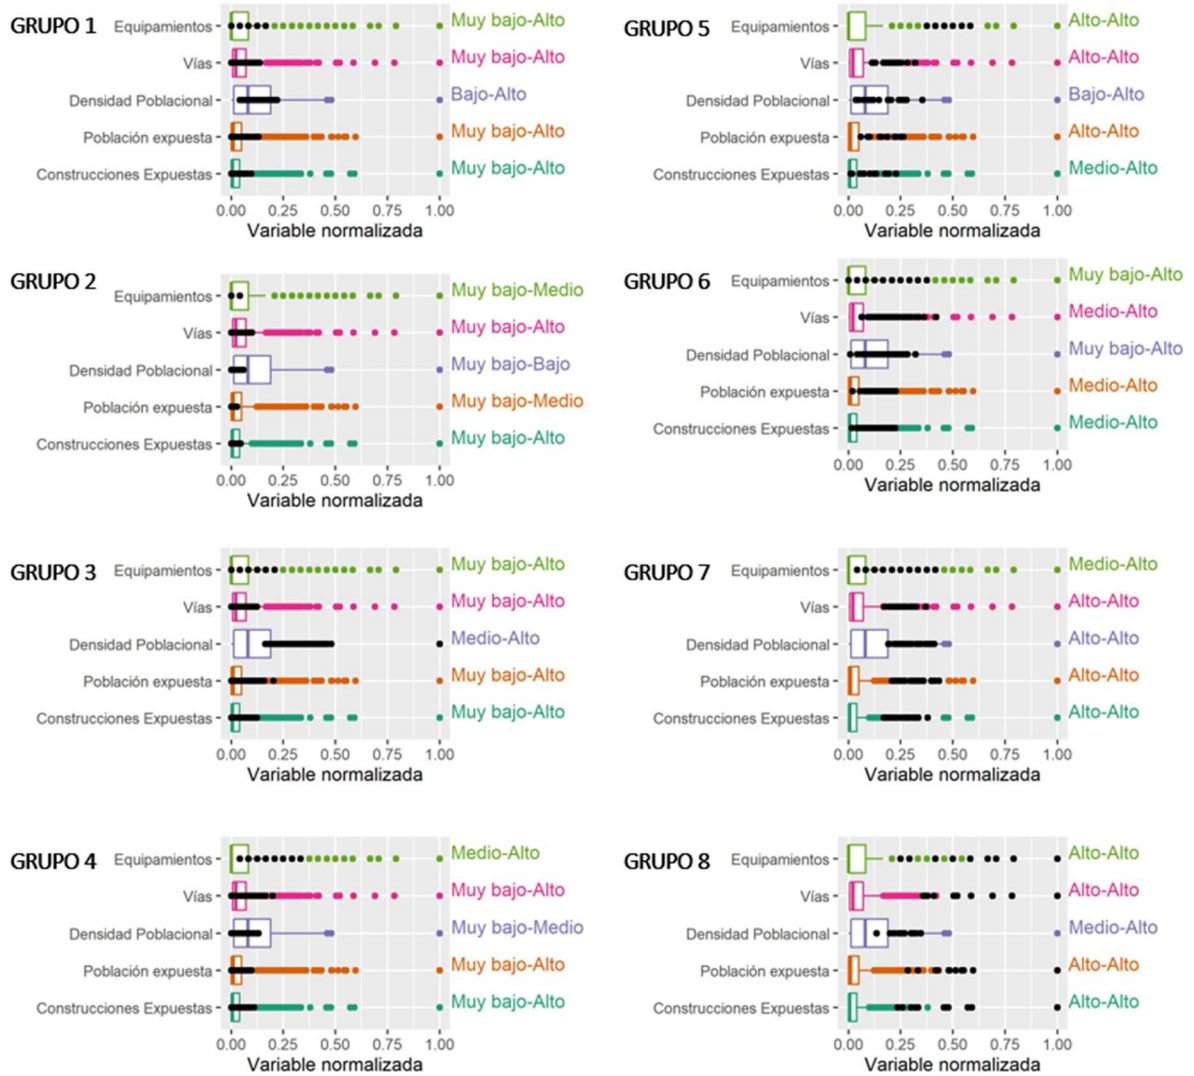 GRUPO 1
Equipamientos
Muy bajo-Alto
Vías
Muy bajo-Alto
Densidad Poblacional
Bajo-Alto
Población expuesta
Muy bajo-Alto
Construcciones Expuestas
Muy bajo-Alto
0.00 0.25 0.50 0.75 1.00
Variable normalizada
GRUPO 5
Equipamientos
Alto-Alto
Vías
Alto-Alto
Densidad Poblacional
Bajo-Alto
Población expuesta
Alto-Alto
Construcciones Expuestas
Medio-Alto
0.00 0.25 0.50 0.75 1.00
Variable normalizada
GRUPO 2
Equipamientos
Muy bajo-Medio
Vías
Muy bajo-Alto
Densidad Poblacional
Muy bajo-Bajo
Población expuesta
Muy bajo-Medio
Construcciones Expuestas
Muy bajo-Alto
0.00 0.25 0.50 0.75 1.00
Variable normalizada
GRUPO 6
Equipamientos
Muy bajo-Alto
Vías
Medio-Alto
Densidad Poblacional
Muy bajo-Alto
Población expuesta
Medio-Alto
Construcciones Expuestas
Medio-Alto
0.00 0.25 0.50 0.75 1.00
Variable normalizada
GRUPO 3
Equipamientos
Muy bajo-Alto
Vías
Muy bajo-Alto
Densidad Poblacional
Medio-Alto
Población expuesta
Muy bajo-Alto
Construcciones Expuestas
Muy bajo-Alto
0.00 0.25 0.50 0.75 1.00
Variable normalizada
GRUPO 7
Equipamientos
Medio-Alto
Vías
Alto-Alto
Densidad Poblacional
Alto-Alto
Población expuesta
Alto-Alto
Construcciones Expuestas
Alto-Alto
0.00 0.25 0.50 0.75 1.00
Variable normalizada
GRUPO 4
Equipamientos
Medio-Alto
Vías
Muy bajo-Alto
Densidad Poblacional
Muy bajo-Medio
Población expuesta
Muy bajo-Alto
Construcciones Expuestas
Muy bajo-Alto
0.00 0.25 0.50 0.75 1.00
Variable normalizada
GRUPO 8
Equipamientos
Alto-Alto
Vías
Alto-Alto
Densidad Poblacional
Medio-Alto
Población expuesta
Alto-Alto
Construcciones Expuestas
Alto-Alto
0.00 0.25 0.50 0.75 1.00
Variable normalizada